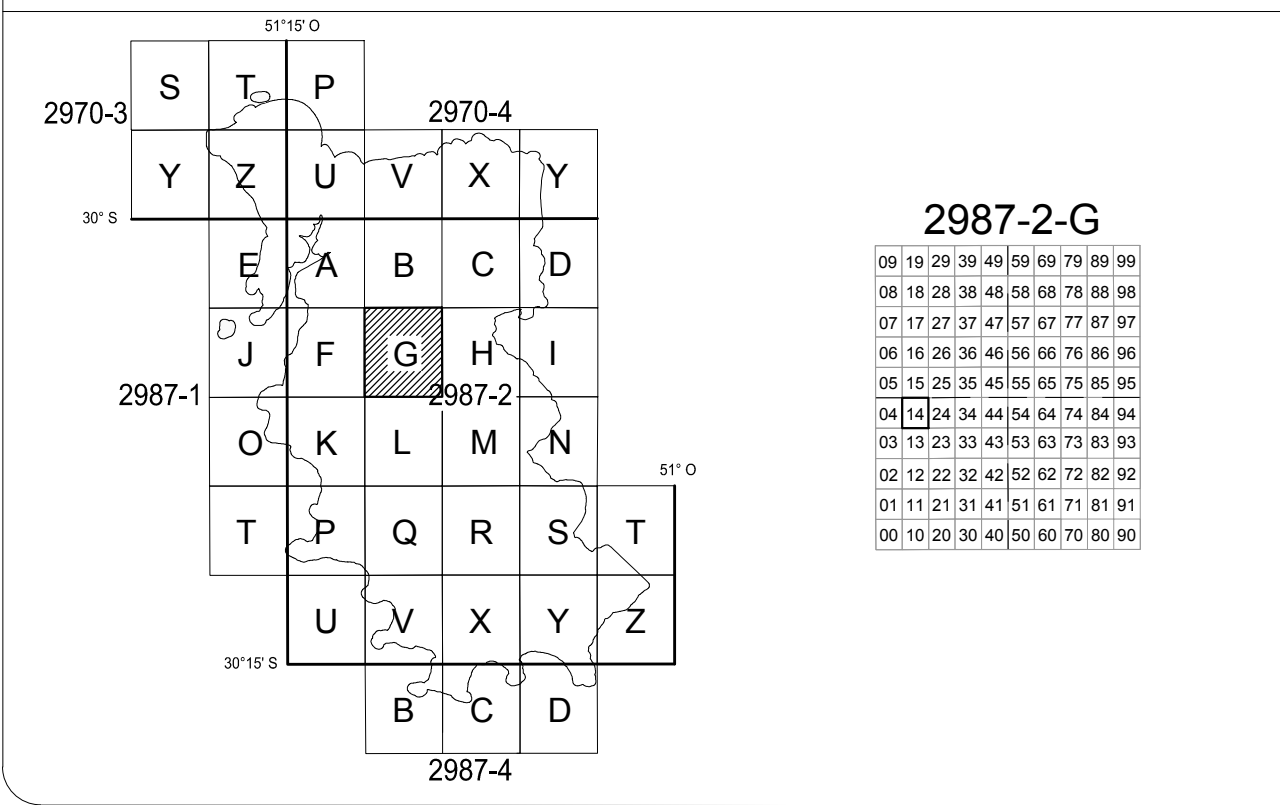 51°15' O
S T P
2970-3
2970-4
Y Z U V X Y
30° S
E A B C D
J F G H I
2987-1
2987-2
O K L M N
51° O
T P Q R S T
U V X Y Z
30°15' S
B C D
2987-4
2987-2-G
09 19 29 39 49 59 69 79 89 99
08 18 28 38 48 58 68 78 88 98
07 17 27 37 47 57 67 77 87 97
06 16 26 36 46 56 66 76 86 96
05 15 25 35 45 55 65 75 85 95
04 14 24 34 44 54 64 74 84 94
03 13 23 33 43 53 63 73 83 93
02 12 22 32 42 52 62 72 82 92
01 11 21 31 41 51 61 71 81 91
00 10 20 30 40 50 60 70 80 90